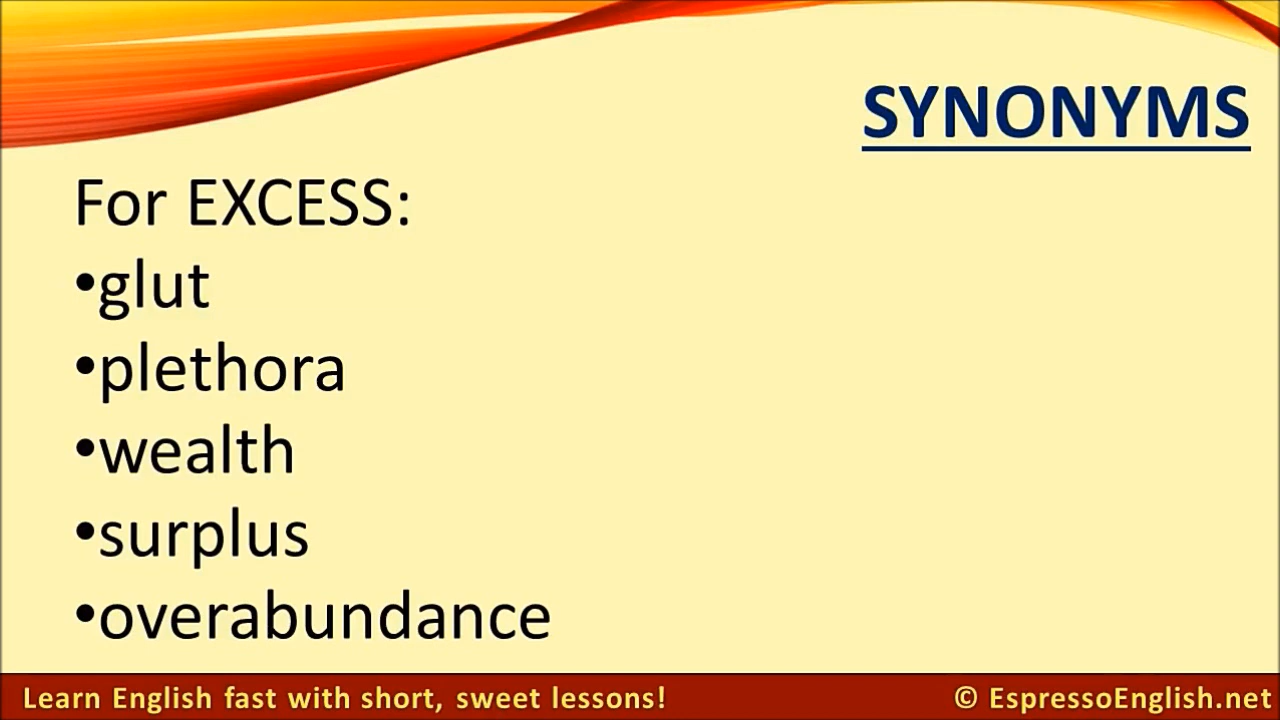 SYNONYMS
For EXCESS:
•glut
•plethora
•wealth
•surplus
•overabundance
Learn English fast with short, sweet lessons!
© EspressoEnglish.net